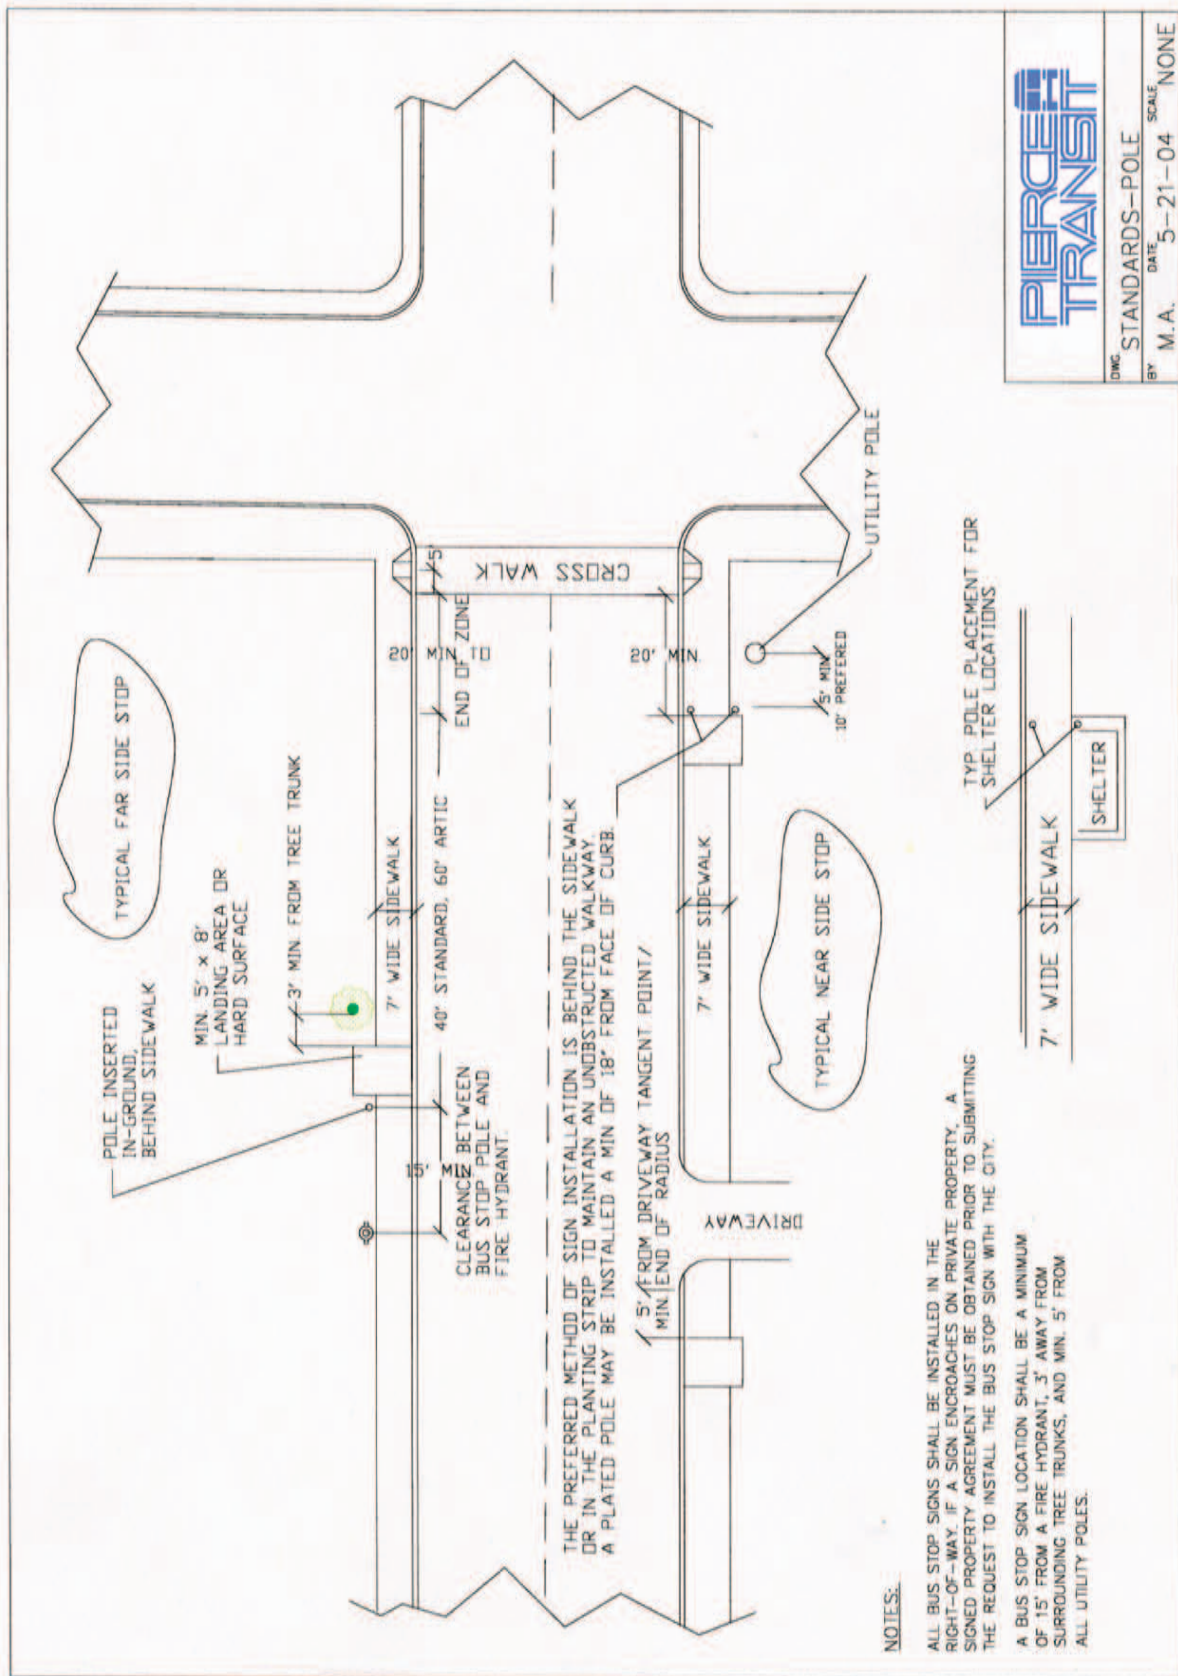 POLE INSERTED
IN-GROUND,
BEHIND SIDEWALK
MIN. 5' x 8'
LANDING AREA OR
HARD SURFACE
3' MIN. FROM TREE TRUNK
TYPICAL FAR SIDE STOP
7' WIDE SIDEWALK
40' STANDARD, 60' ARTIC
15' MIN.
CLEARANCE BETWEEN
BUS STOP POLE AND
FIRE HYDRANT.
20' MIN TO
END OF ZONE
5'
CROSS WALK
THE PREFERRED METHOD OF SIGN INSTALLATION IS BEHIND THE SIDEWALK
OR IN THE PLANTING STRIP TO MAINTAIN AN UNOBSTRUCTED WALKWAY.
A PLATED POLE MAY BE INSTALLED A MIN OF 18" FROM FACE OF CURB.
20' MIN.
5' FROM DRIVEWAY TANGENT POINT/
MIN. END OF RADIUS
DRIVEWAY
7' WIDE SIDEWALK
5' MIN
10' PREFERED
UTILITY POLE
TYPICAL NEAR SIDE STOP
TYP. POLE PLACEMENT FOR
SHELTER LOCATIONS
7' WIDE SIDEWALK
SHELTER
NOTES:
ALL BUS STOP SIGNS SHALL BE INSTALLED IN THE
RIGHT-OF-WAY. IF A SIGN ENCROACHES ON PRIVATE PROPERTY, A
SIGNED PROPERTY AGREEMENT MUST BE OBTAINED PRIOR TO SUBMITTING
THE REQUEST TO INSTALL THE BUS STOP SIGN WITH THE CITY.
A BUS STOP SIGN LOCATION SHALL BE A MINIMUM
OF 15' FROM A FIRE HYDRANT, 3' AWAY FROM
SURROUNDING TREE TRUNKS, AND MIN. 5' FROM
ALL UTILITY POLES.
PIERCE
TRANSIT
DWG. STANDARDS-POLE
BY M.A. DATE 5-21-04 SCALE NONE